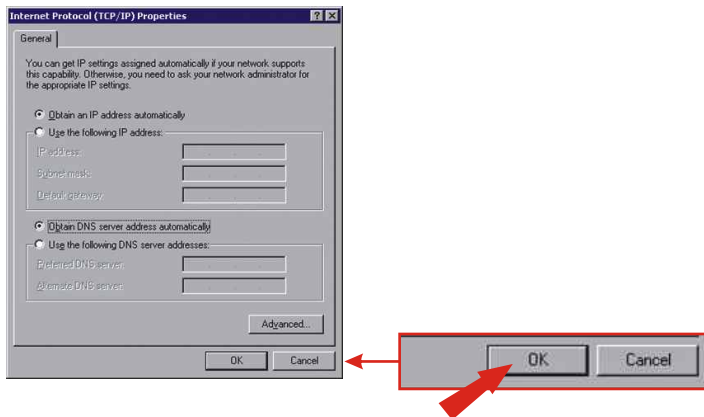 Internet Protocol (TCP/IP) Properties
General
You can get IP settings assigned automatically if your network supports
this capability. Otherwise, you need to ask your network administrator for
the appropriate IP settings.
Obtain an IP address automatically
Use the following IP address:
IP address:
Subnet mask:
Default gateway:
Obtain DNS server address automatically
Use the following DNS server addresses:
Preferred DNS server:
Alternate DNS server:
Advanced...
OK Cancel
OK Cancel